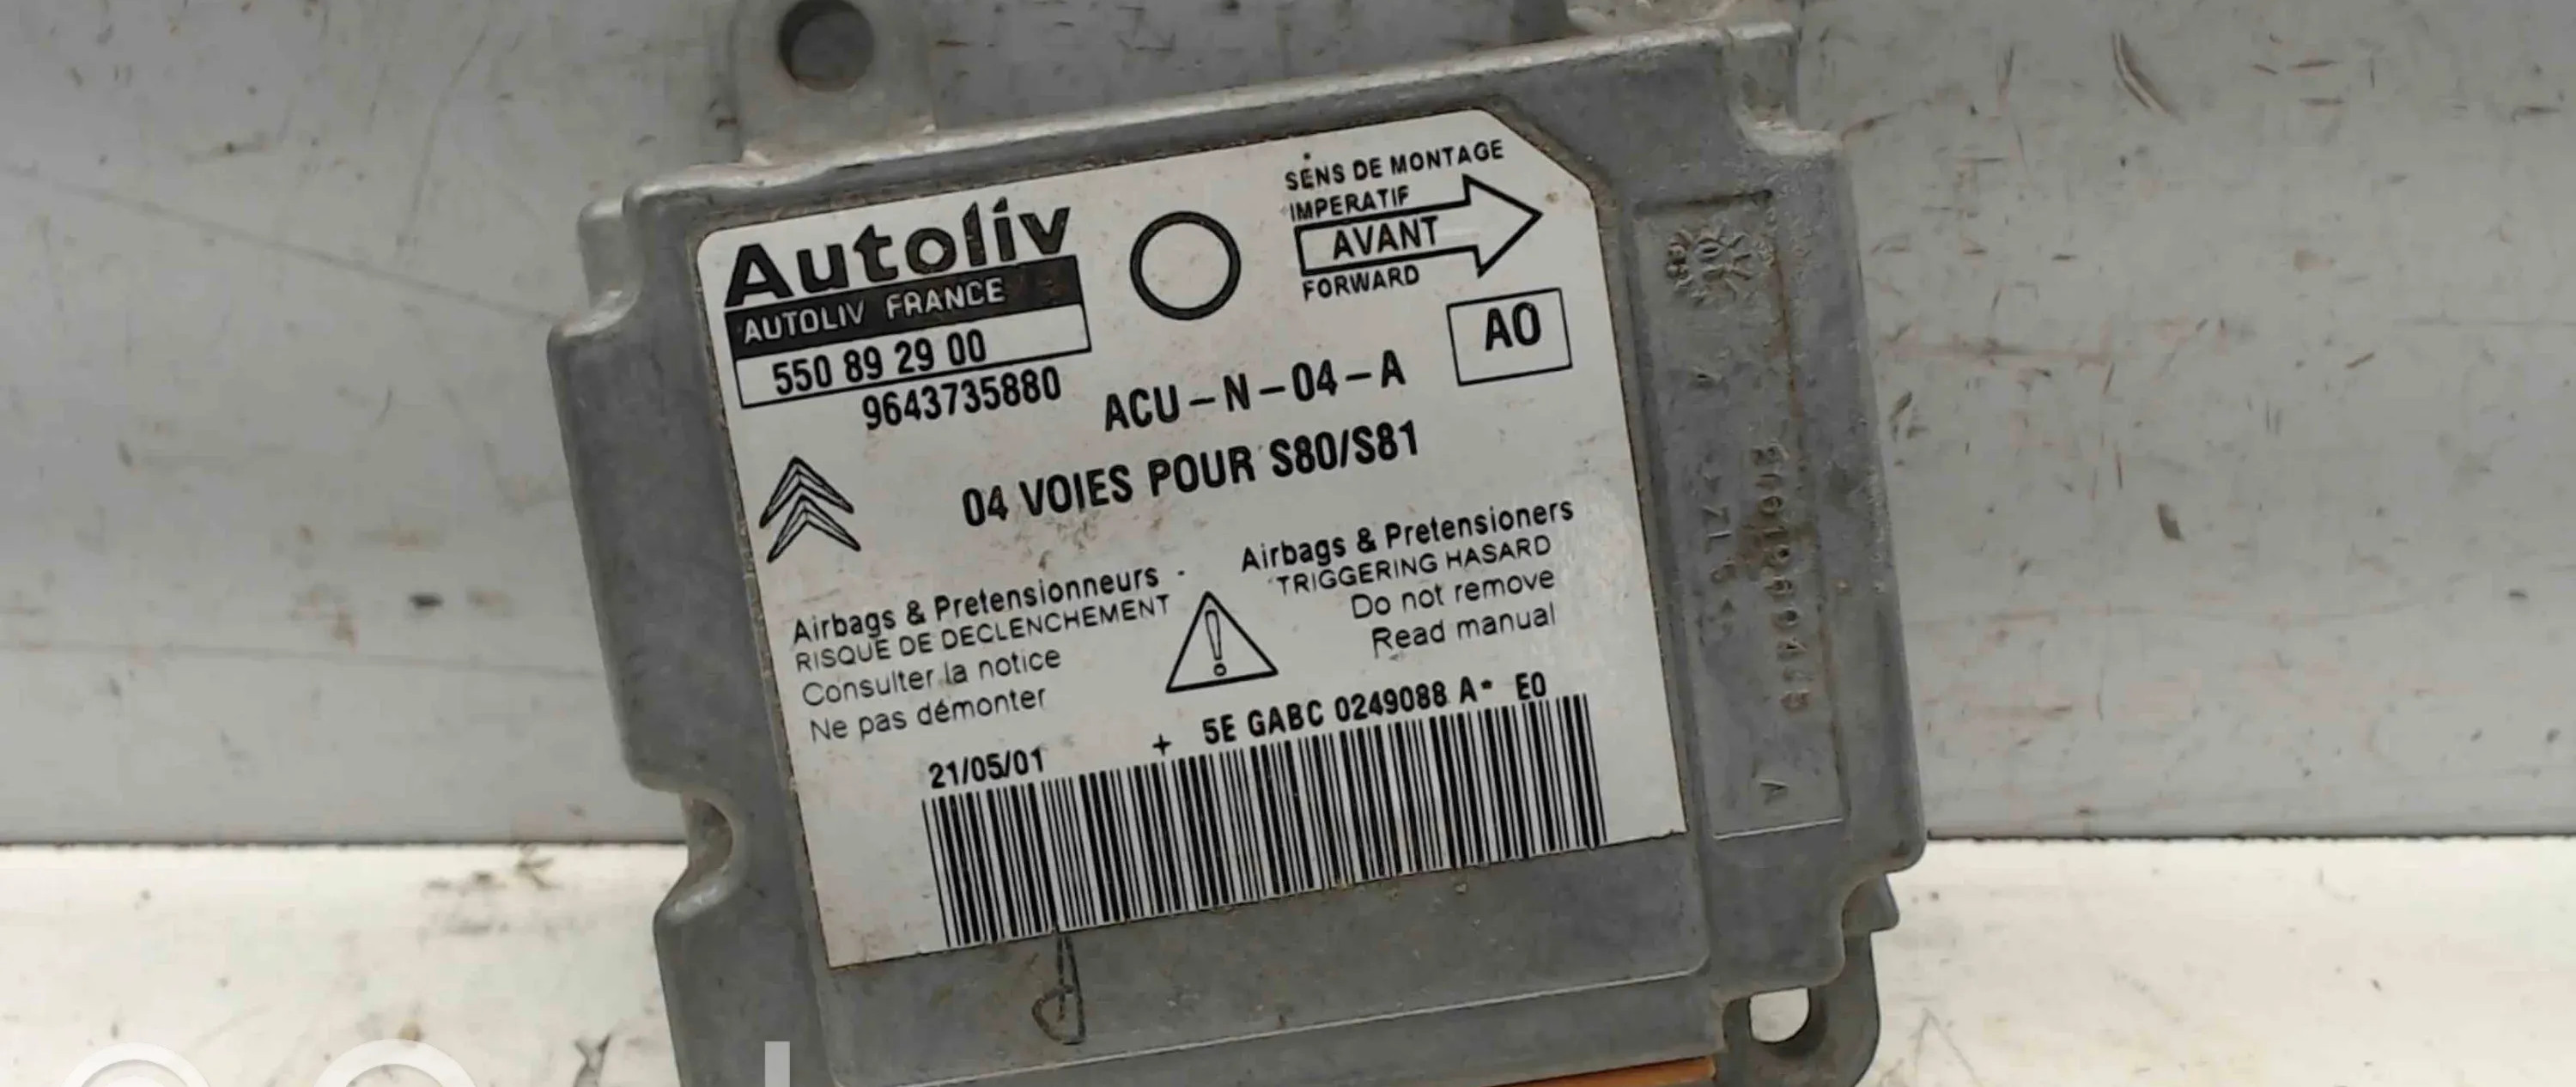 Autoliv
AUTOLIV FRANCE
550 89 29 00
9643735880
SENS DE MONTAGE
IMPERATIF
AVANT
FORWARD
A0
ACU-N-04-A
04 VOIES POUR S80/S81
Airbags & Pretensionneurs
RISQUE DE DECLENCHEMENT
Consulter la notice
Ne pas démonter
Airbags & Pretensioners
TRIGGERING HASARD
Do not remove
Read manual
21/05/01 + 5E GABC 0249088 A- E0
A